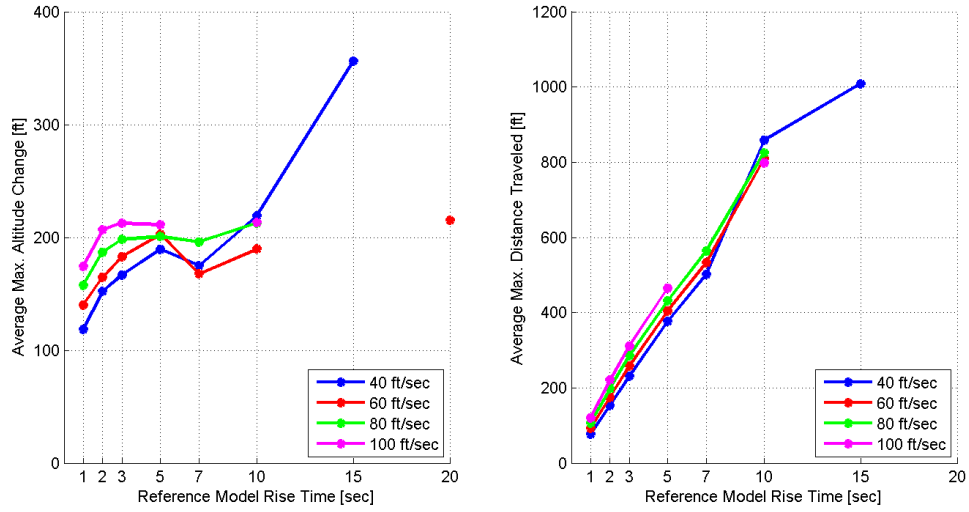 400
300
200
100
0
Average Max. Altitude Change [ft]
40 ft/sec
60 ft/sec
80 ft/sec
100 ft/sec
1 2 3 5 7 10 15 20
Reference Model Rise Time [sec]
1200
1000
800
600
400
200
0
Average Max. Distance Traveled [ft]
40 ft/sec
60 ft/sec
80 ft/sec
100 ft/sec
1 2 3 5 7 10 15 20
Reference Model Rise Time [sec]